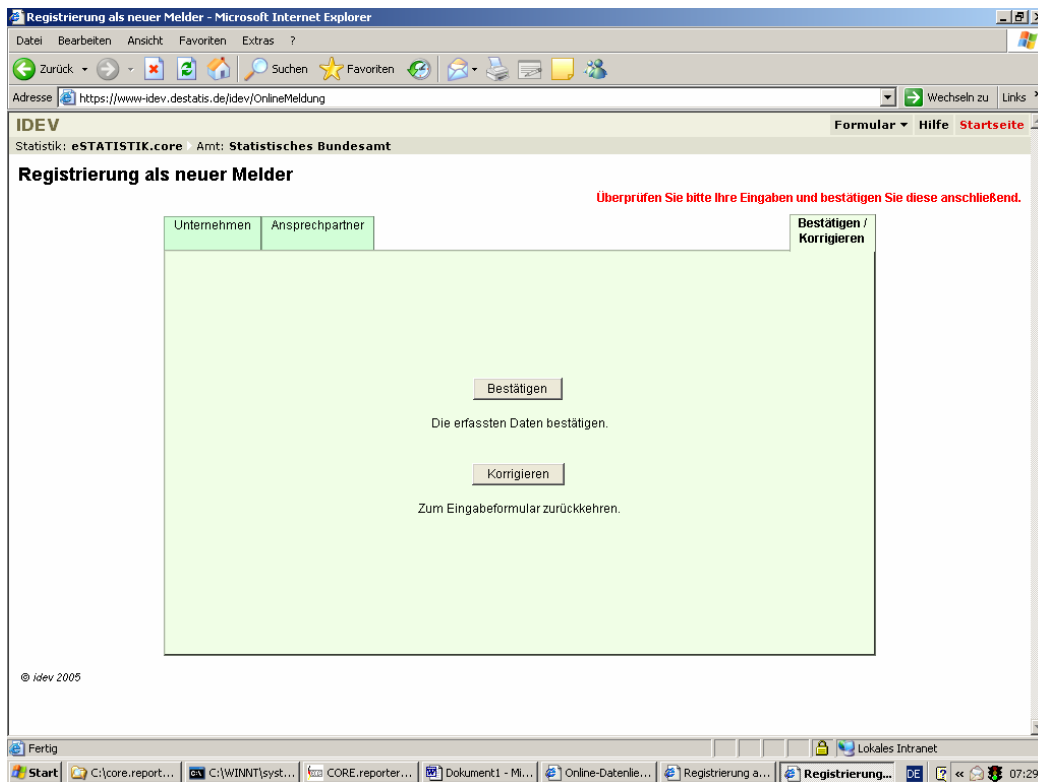 Registrierung als neuer Melder - Microsoft Internet Explorer
Datei Bearbeiten Ansicht Favoriten Extras ?
Zurück Suchen Favoriten
Adresse https://www-idev.destatis.de/idev/OnlineMeldung Wechseln zu Links
IDEV Formular Hilfe Startseite
Statistik: eSTATISTIK.core Amt: Statistisches Bundesamt
Registrierung als neuer Melder
Überprüfen Sie bitte Ihre Eingaben und bestätigen Sie diese anschließend.
Unternehmen Ansprechpartner Bestätigen /
Korrigieren
Bestätigen
Die erfassten Daten bestätigen.
Korrigieren
Zum Eingabeformular zurückkehren.
© idev 2005
Fertig Lokales Intranet
Start C:\core.report... C:\WINNT\syst... CORE.reporter... Dokument1 - Mi... Online-Datenlie... Registrierung a... Registrierung... DE « 07:29